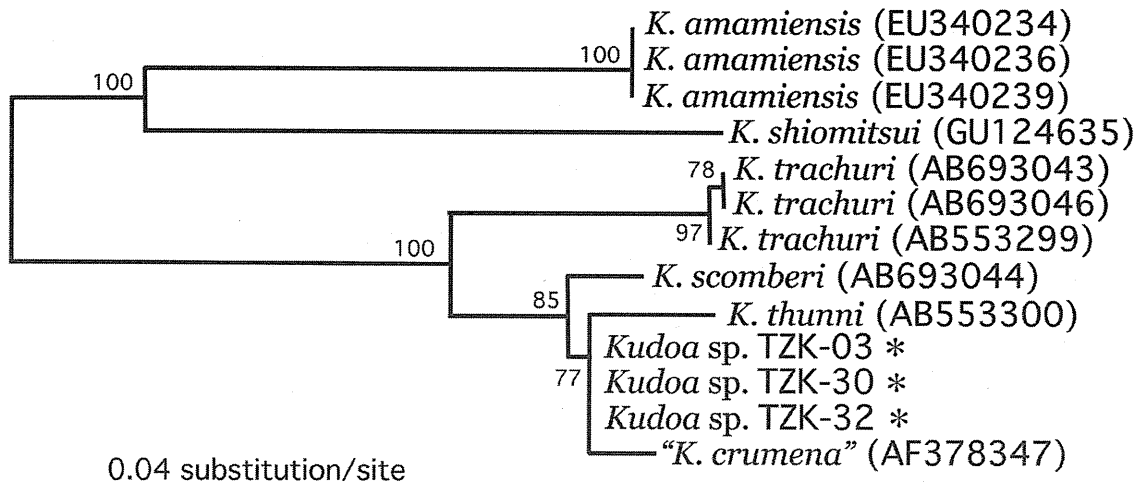 K. amamiensis (EU340234)
100 K. amamiensis (EU340236)
100
K. amamiensis (EU340239)
K. shiomitsui (GU124635)
78 K. trachuri (AB693043)
K. trachuri (AB693046)
97 K. trachuri (AB553299)
100
K. scomberi (AB693044)
85
K. thunni (AB553300)
Kudoa sp. TZK-03 *
77 Kudoa sp. TZK-30 *
Kudoa sp. TZK-32 *
“K. crumena” (AF378347)
0.04 substitution/site